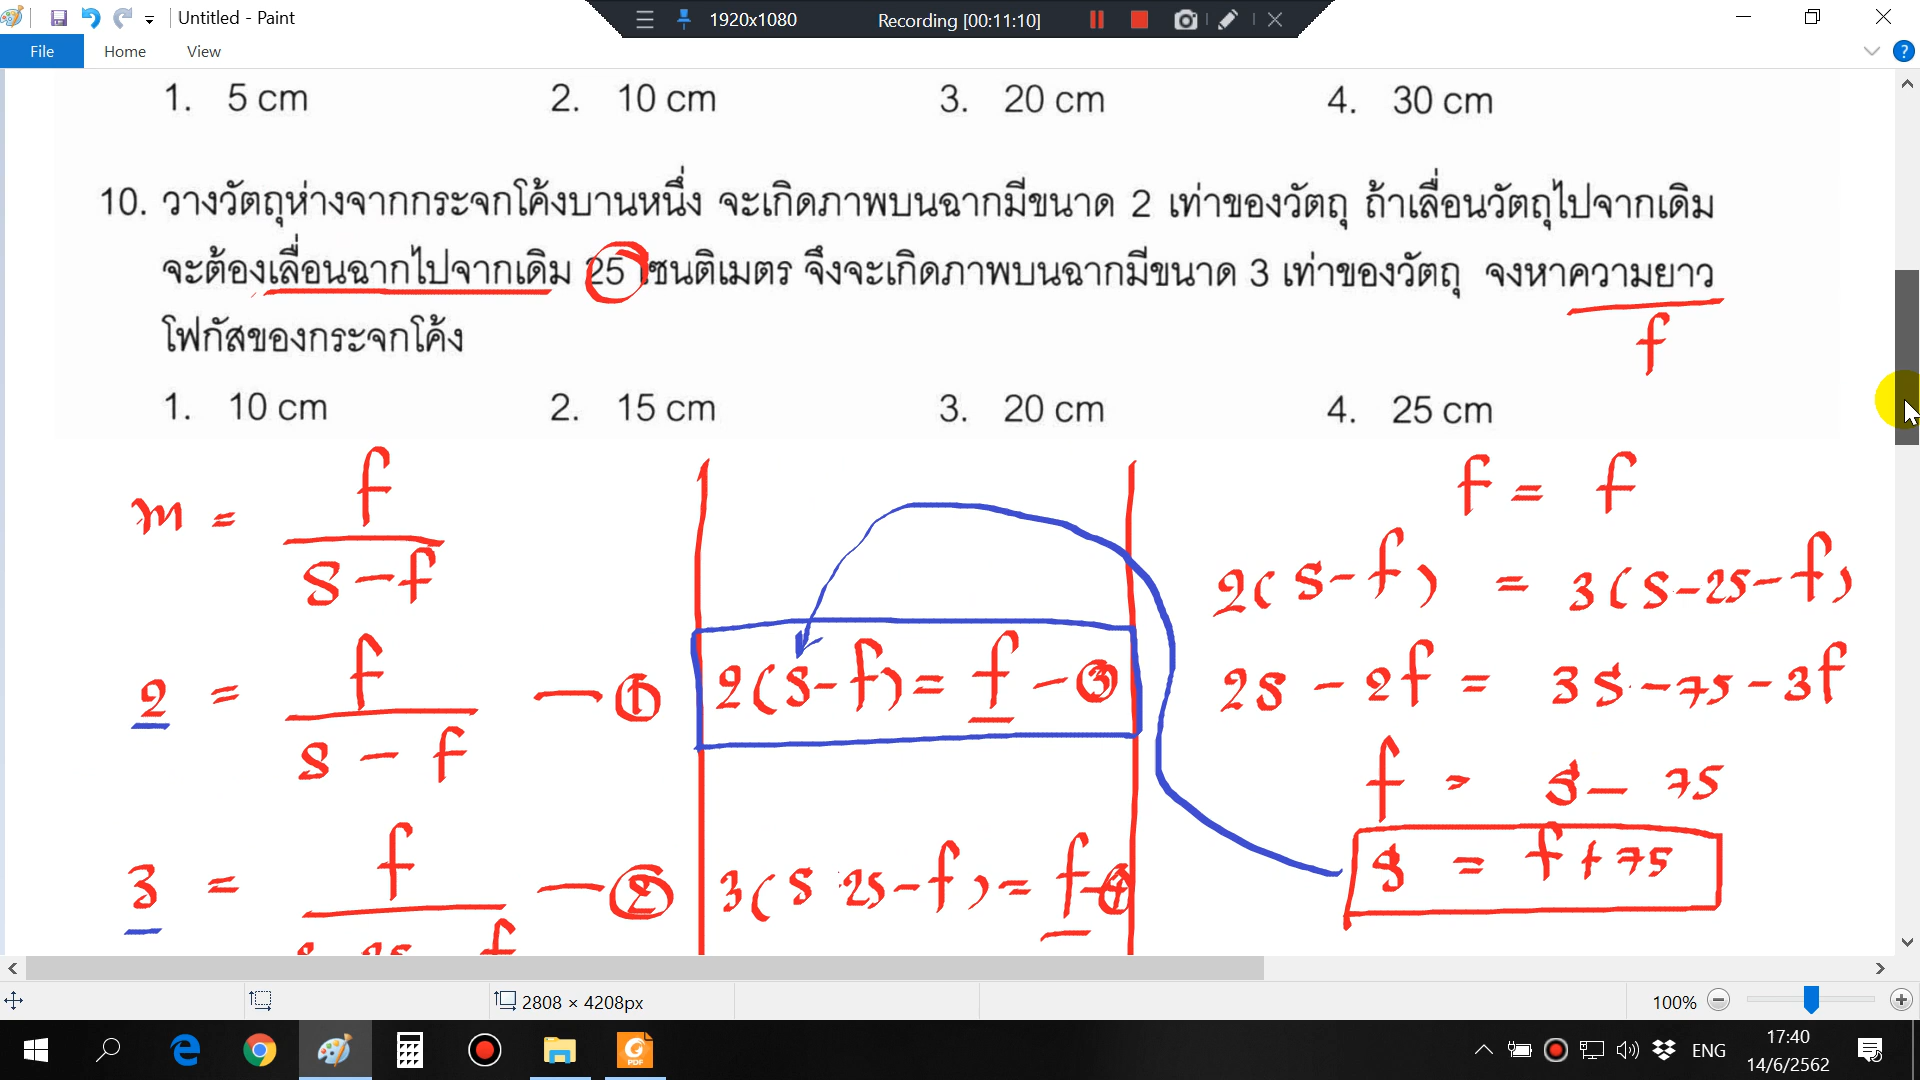 Untitled - Paint
1920x1080
Recording [00:11:10]
File
Home
View
1. 5 cm
2. 10 cm
3. 20 cm
4. 30 cm
10. วางวัตถุห่างจากกระจกโค้งบานหนึ่ง จะเกิดภาพบนฉากมีขนาด 2 เท่าของวัตถุ ถ้าเลื่อนวัตถุไปจากเดิม
จะต้องเลื่อนฉากไปจากเดิม 25 เซนติเมตร จึงจะเกิดภาพบนฉากมีขนาด 3 เท่าของวัตถุ จงหาความยาว
โฟกัสของกระจกโค้ง
f
1. 10 cm
2. 15 cm
3. 20 cm
4. 25 cm
m = f
s-f
2 = f — ①
s - f
3 = f — ②
2(s-f) = f - ③
3(s 25-f) = f-④
f = f
2(s-f) = 3(s-25-f)
2s - 2f = 3s-75-3f
f = s- 75
s = f+75
2808 × 4208px
100%
PDF
ENG
17:40
14/6/2562